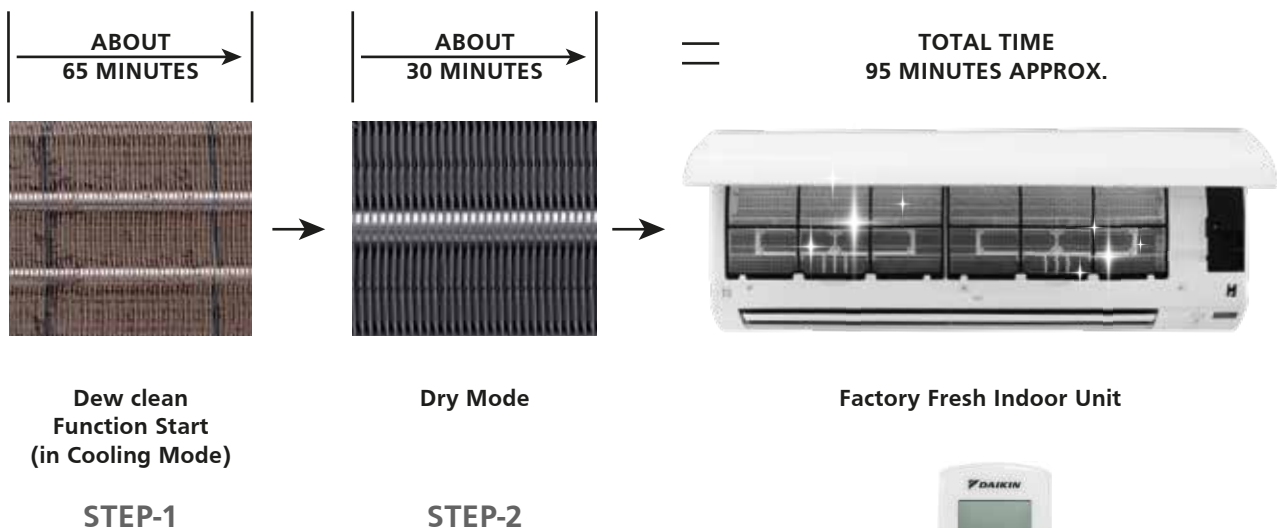 ABOUT
65 MINUTES
ABOUT
30 MINUTES
TOTAL TIME
95 MINUTES APPROX.
Dew clean
Function Start
(in Cooling Mode)
Dry Mode
Factory Fresh Indoor Unit
STEP-1
STEP-2
DAIKIN